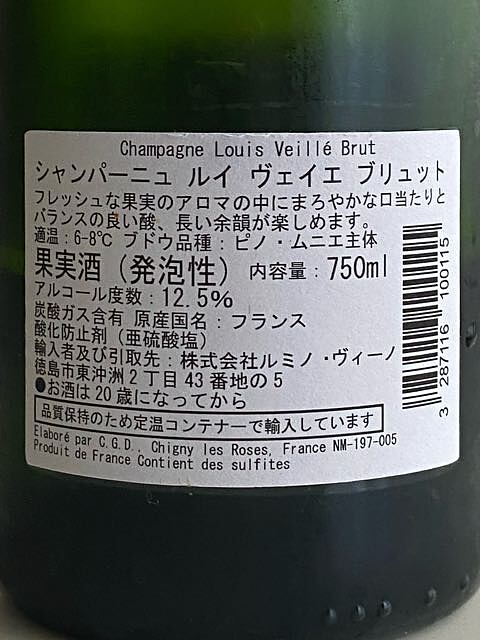 Champagne Louis Veillé Brut
シャンパーニュ ルイ ヴェイエ ブリュット
フレッシュな果実のアロマの中にまろやかな口当たりと
バランスの良い酸、長い余韻が楽しめます。
適温：6-8℃ ブドウ品種：ピノ・ムニエ主体
果実酒（発泡性） 内容量：750ml
アルコール度数：12.5%
炭酸ガス含有 原産国名：フランス
酸化防止剤（亜硫酸塩）
輸入者及び引取先：株式会社ルミノ・ヴィーノ
徳島市東沖洲２丁目43番地の５
●お酒は20歳になってから
品質保持のため定温コンテナーで輸入しています
Elaboré par C.G.D., Chigny les Roses, France NM-197-005
Produit de France Contient des sulfites
3 287116 100115